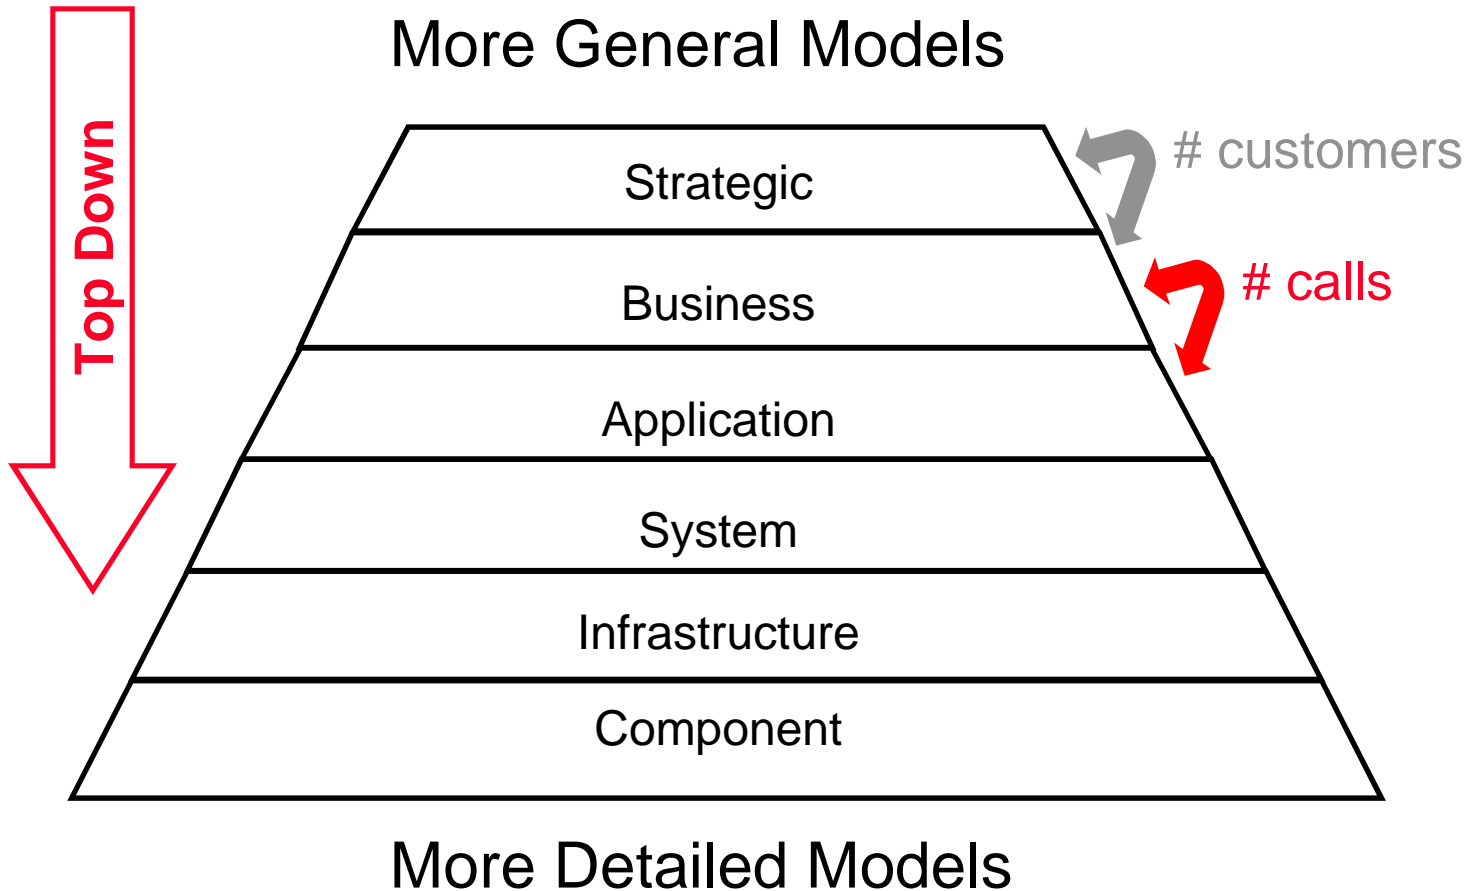 More General Models
Top Down
Strategic
# customers
Business
# calls
Application
System
Infrastructure
Component
More Detailed Models